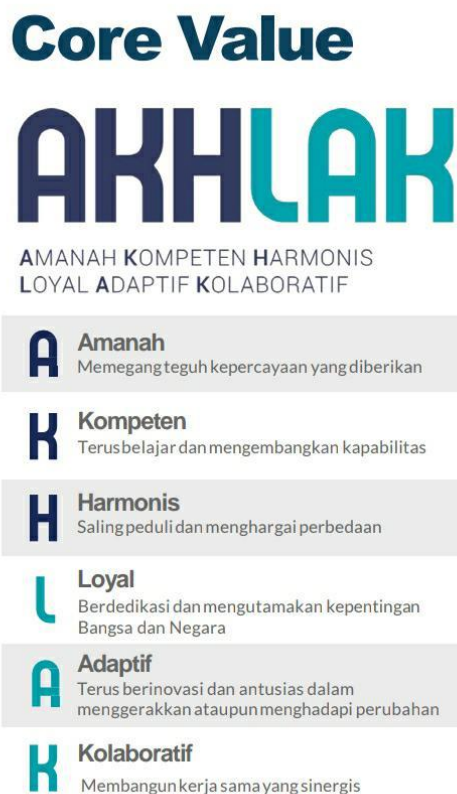 Core Value
AKHLAK
AMANAH KOMPETEN HARMONIS
LOYAL ADAPTIF KOLABORATIF
A
Amanah
Memegang teguh kepercayaan yang diberikan
K
Kompeten
Terus belajar dan mengembangkan kapabilitas
H
Harmonis
Saling peduli dan menghargai perbedaan
L
Loyal
Berdedikasi dan mengutamakan kepentingan
Bangsa dan Negara
A
Adaptif
Terus berinovasi dan antusias dalam
menggerakkan ataupun menghadapi perubahan
K
Kolaboratif
Membangun kerja sama yang sinergis